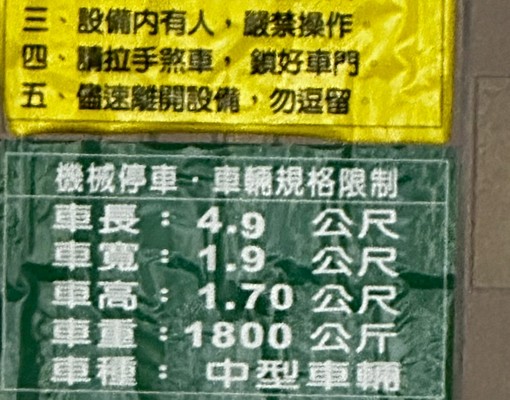 三、設備內有人，嚴禁操作
四、請拉手煞車，鎖好車門。
五、儘速離開設備，勿逗留。
機械停車．車輛規格限制
車長：4.9 公尺
車寬：1.9 公尺
車高：1.70 公尺
車重：1800 公斤
車種：中型車輛